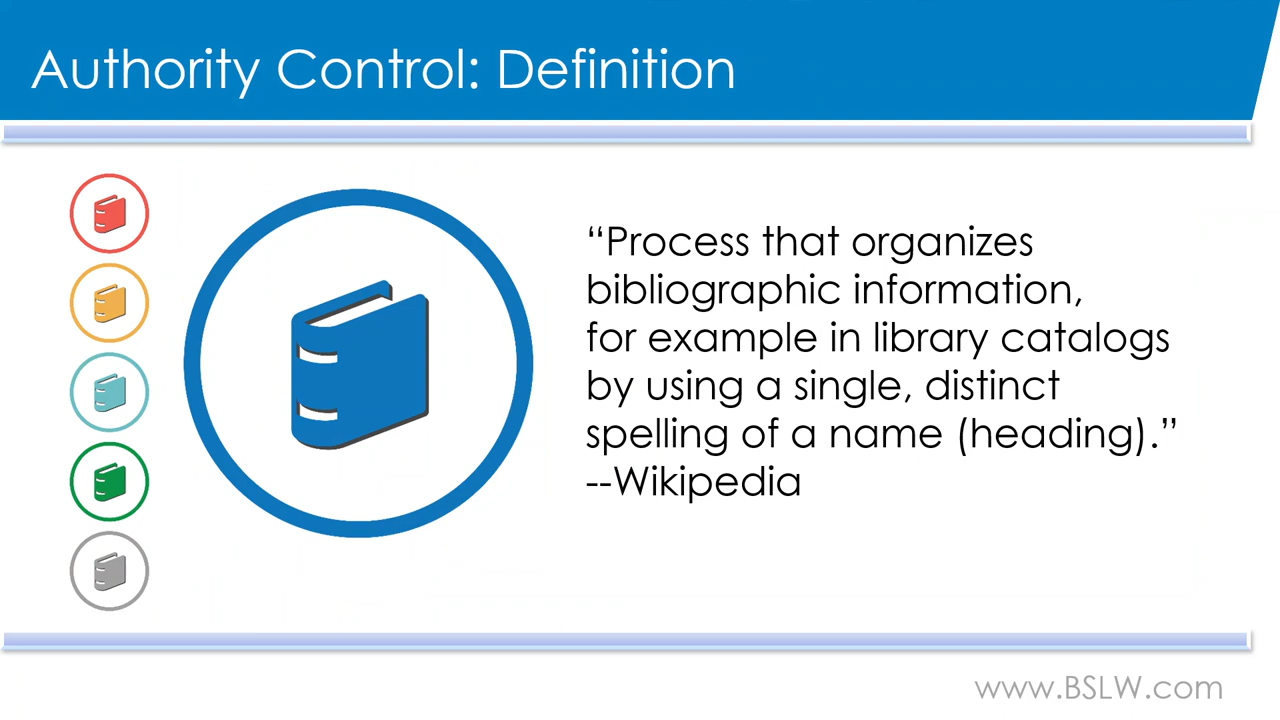 Authority Control: Definition
“Process that organizes
bibliographic information,
for example in library catalogs
by using a single, distinct
spelling of a name (heading).”
--Wikipedia
www.BSLW.com